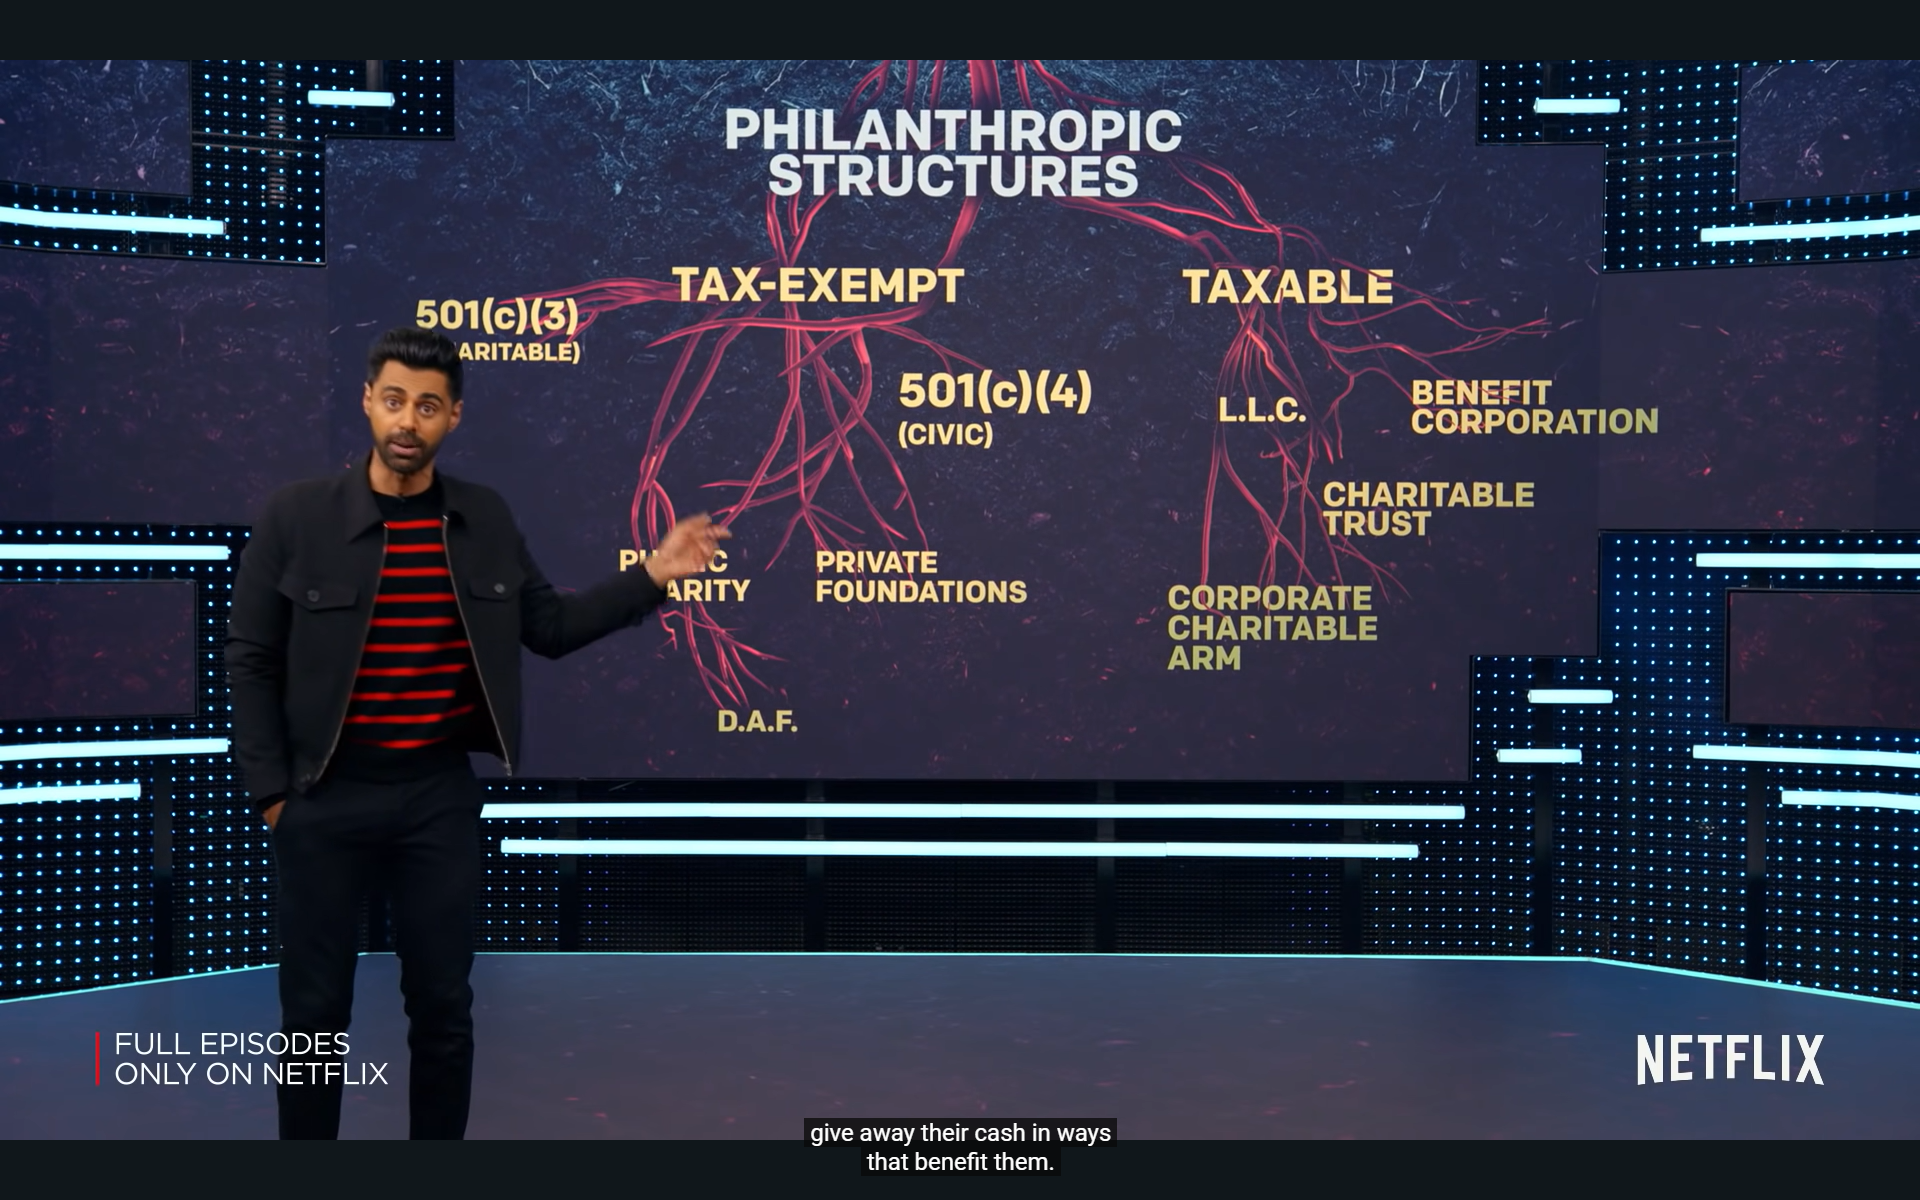 PHILANTHROPIC
STRUCTURES
TAX-EXEMPT
TAXABLE
501(c)(3)
ARITABLE)
501(c)(4)
(CIVIC)
L.L.C.
BENEFIT
CORPORATION
CHARITABLE
TRUST
P C
ARITY
PRIVATE
FOUNDATIONS
CORPORATE
CHARITABLE
ARM
D.A.F.
FULL EPISODES
ONLY ON NETFLIX
NETFLIX
give away their cash in ways
that benefit them.